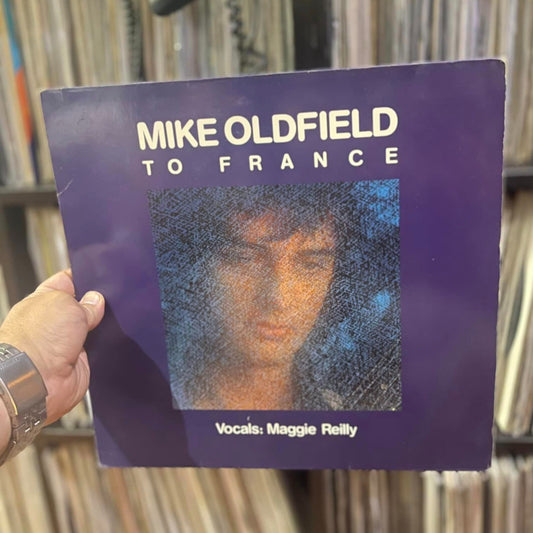 MIKE OLDFIELD
TO FRANCE
Vocals: Maggie Reilly